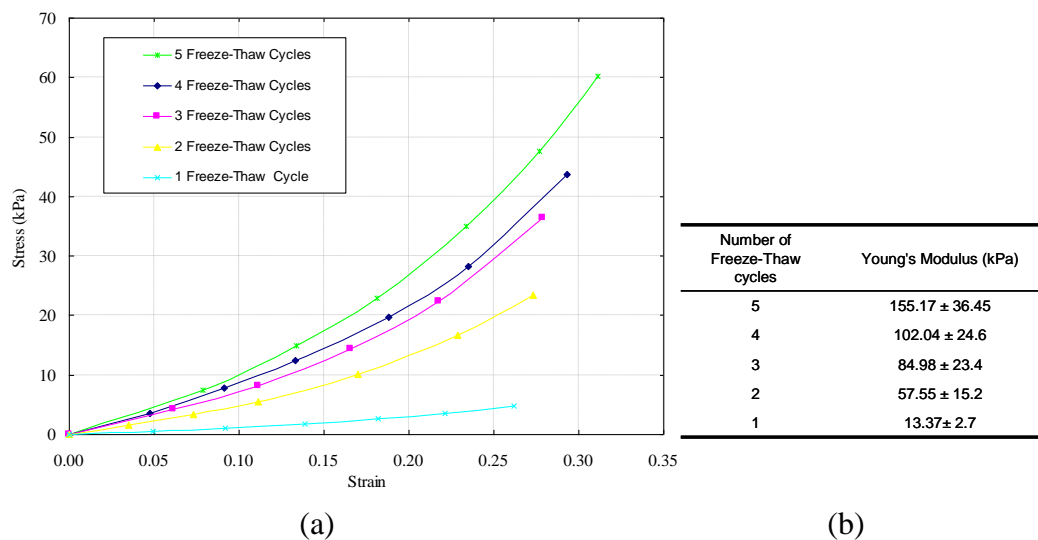 70
60
50
40
30
20
10
0
Stress (kPa)
5 Freeze-Thaw Cycles
4 Freeze-Thaw Cycles
3 Freeze-Thaw Cycles
2 Freeze-Thaw Cycles
1 Freeze-Thaw Cycle
0.00 0.05 0.10 0.15 0.20 0.25 0.30 0.35
Strain
(a)
Number of
Freeze-Thaw Young's Modulus (kPa)
cycles
5 155.17 ± 36.45
4 102.04 ± 24.6
3 84.98 ± 23.4
2 57.55 ± 15.2
1 13.37± 2.7
(b)